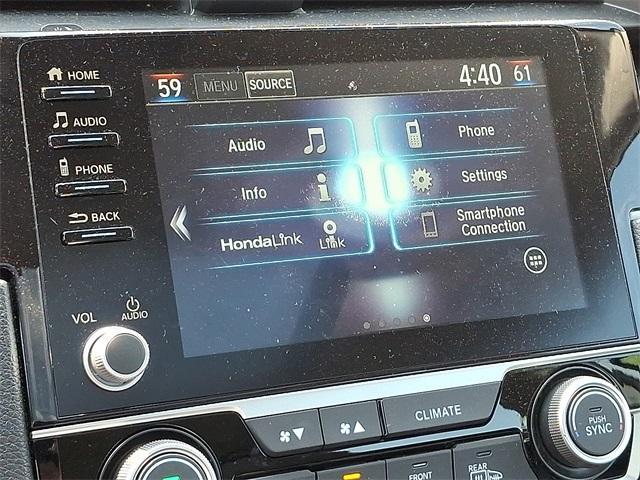 HOME
AUDIO
PHONE
BACK
VOL
AUDIO
59 MENU SOURCE 4:40 61
Audio Phone
Info Settings
HondaLink Link
Smartphone
Connection
CLIMATE
PUSH
SYNC
FRONT
REAR